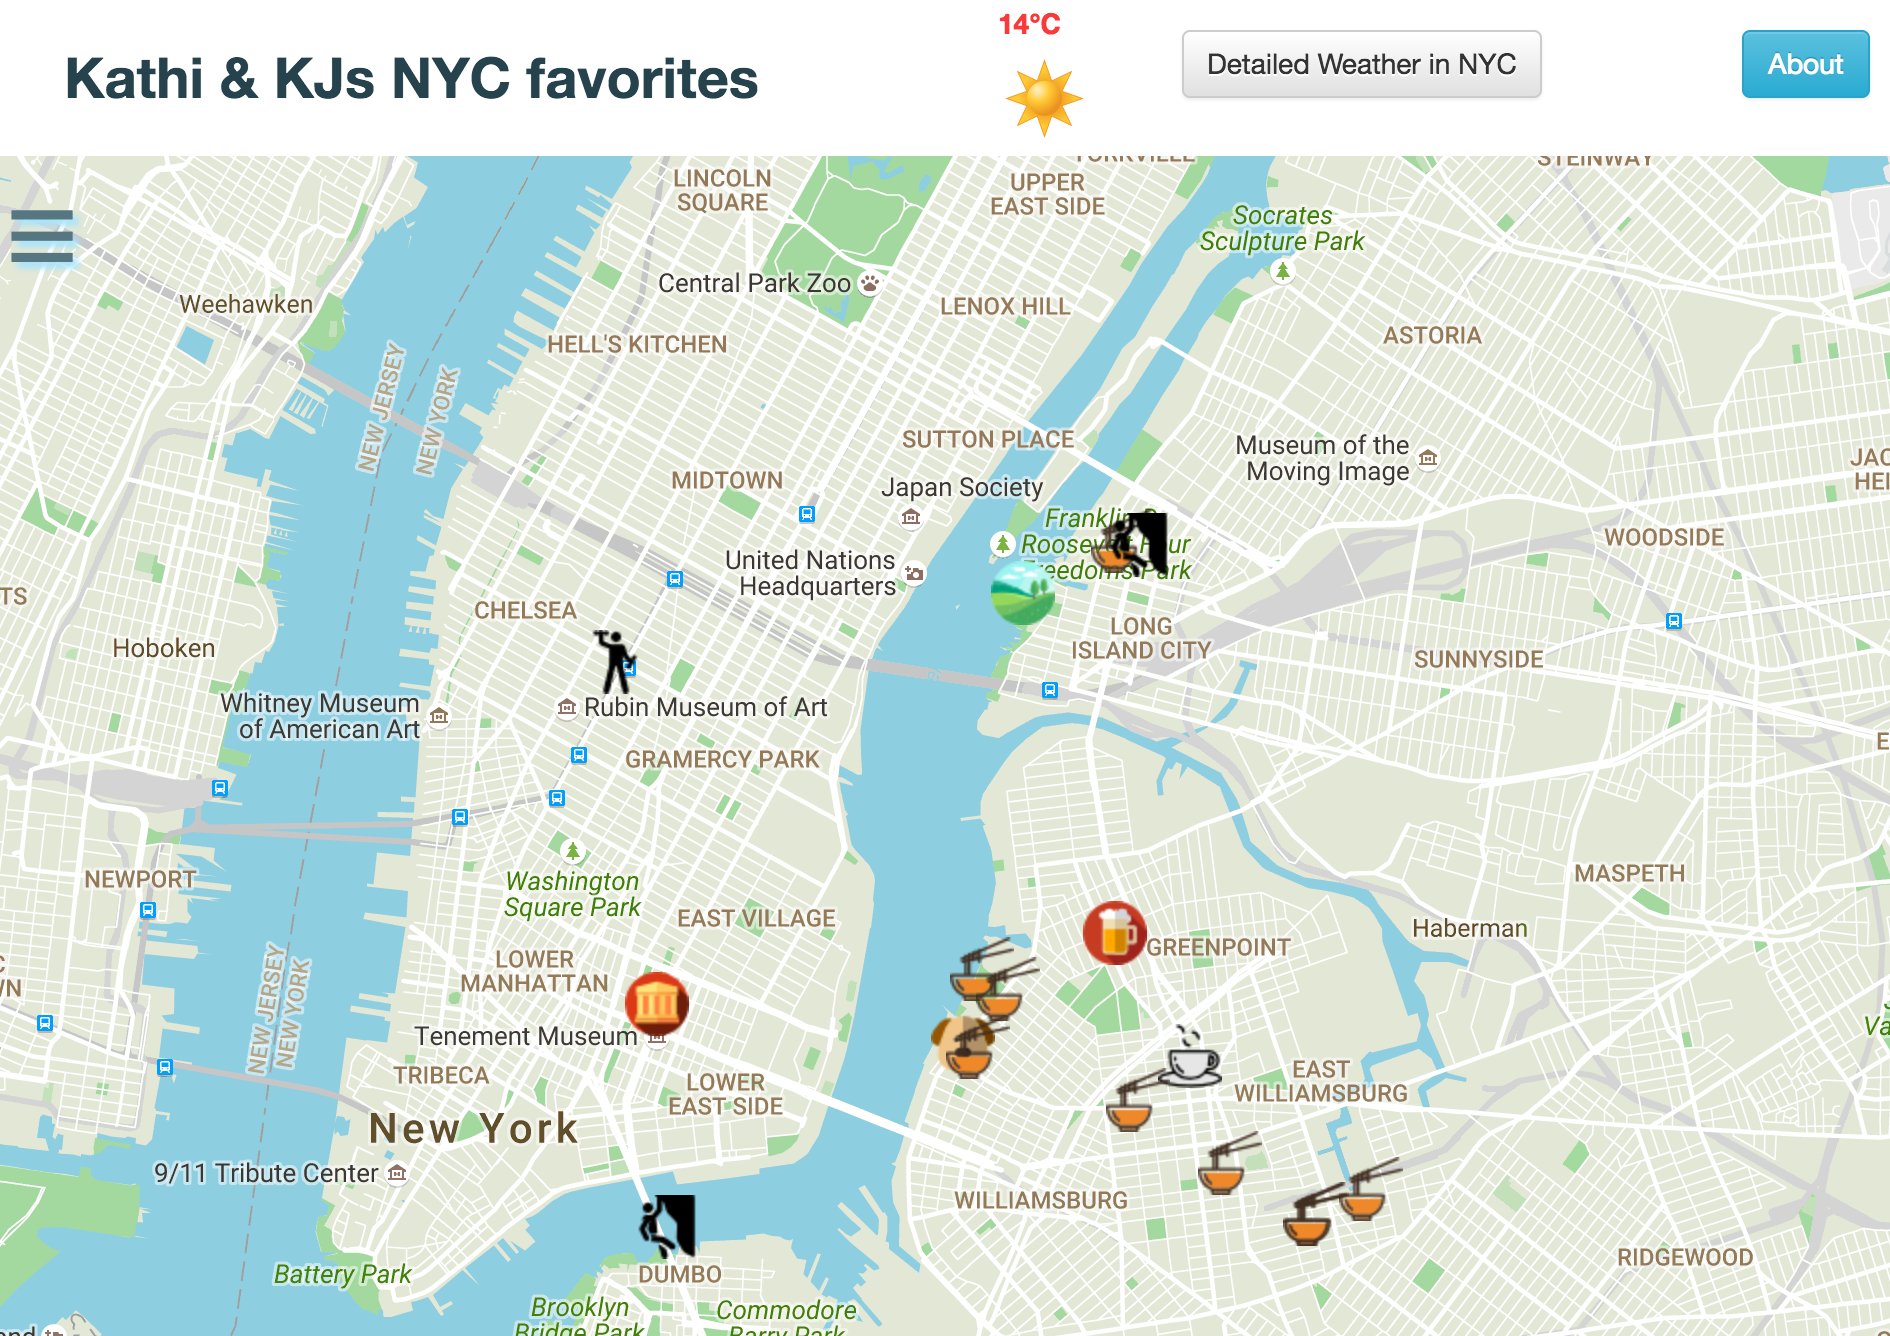 14°C
Kathi & KJs NYC favorites
Detailed Weather in NYC
About
YORKVILLE
STEINWAY
LINCOLN
SQUARE
UPPER
EAST SIDE
Socrates
Sculpture Park
Central Park Zoo
Weehawken
LENOX HILL
HELL'S KITCHEN
ASTORIA
NEW JERSEY
NEW YORK
SUTTON PLACE
Museum of the
Moving Image
JAC
HEI
MIDTOWN
Japan Society
Franklin D
Roosevelt Four
Freedoms Park
WOODSIDE
United Nations
Headquarters
TS
CHELSEA
LONG
ISLAND CITY
Hoboken
SUNNYSIDE
Whitney Museum
of American Art
Rubin Museum of Art
E
GRAMERCY PARK
NEWPORT
Washington
Square Park
MASPETH
EAST VILLAGE
Haberman
GREENPOINT
LOWER
MANHATTAN
C
WN
NEW JERSEY
NEW YORK
Tenement Museum
Va
TRIBECA
LOWER
EAST SIDE
EAST
WILLIAMSBURG
New York
9/11 Tribute Center
WILLIAMSBURG
RIDGEWOOD
Battery Park
DUMBO
Brooklyn
Bridge Park
Commodore
Barry Park
and